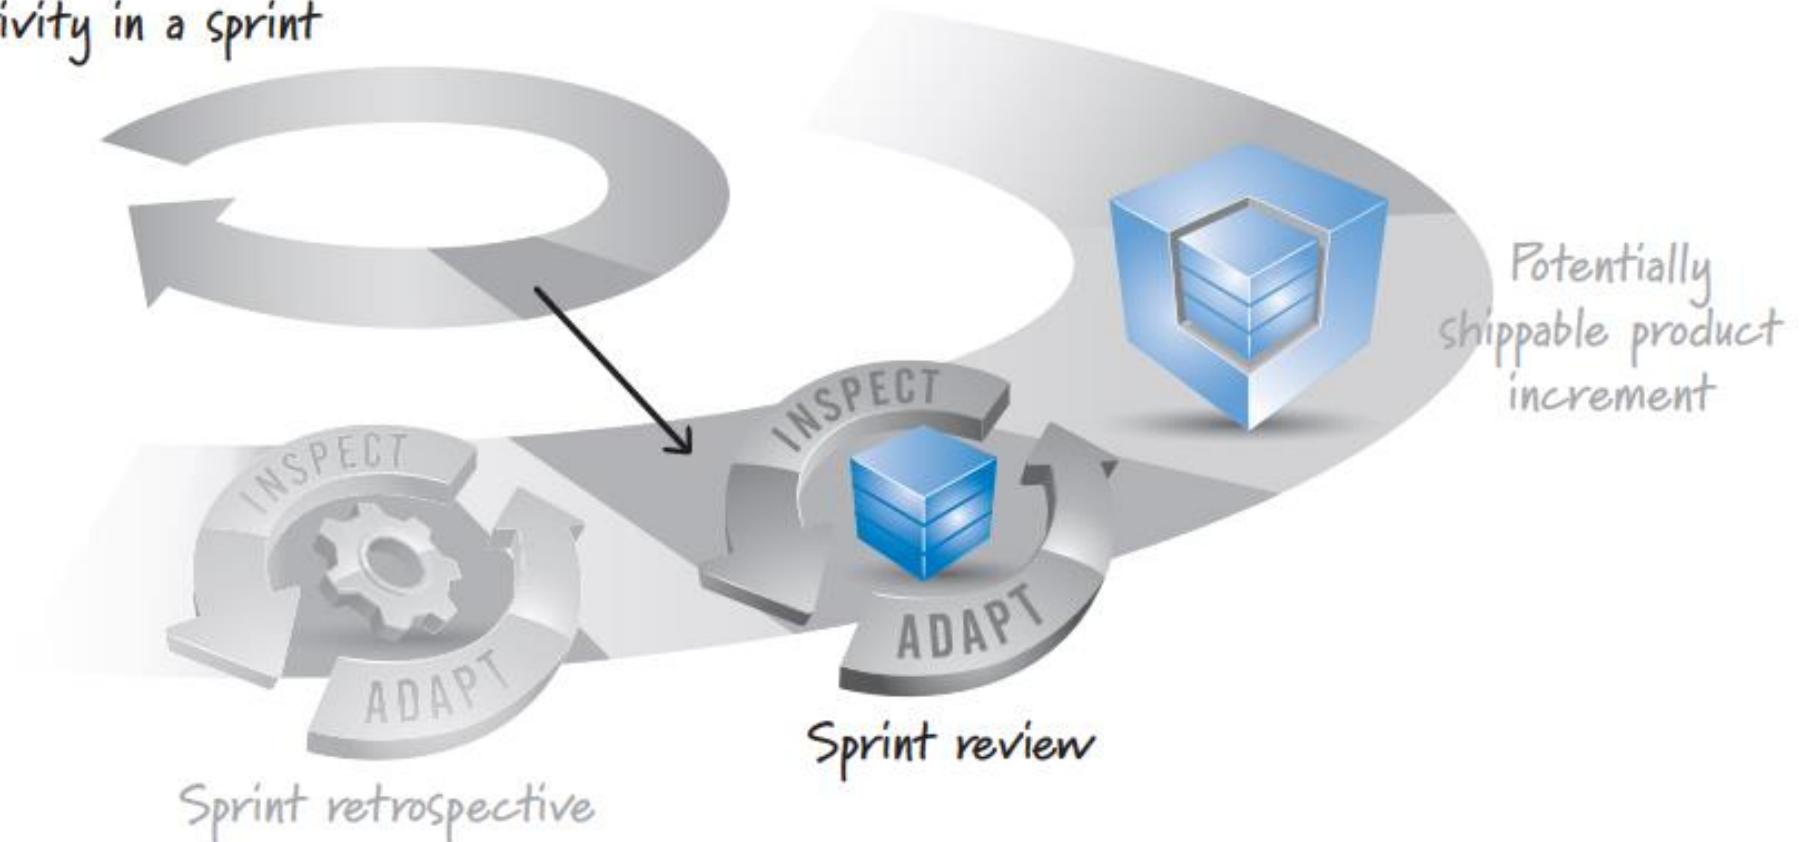 ivity in a sprint
Potentially
shippable product
increment
INSPECT
ADAPT
Sprint review
INSPECT
ADAPT
Sprint retrospective